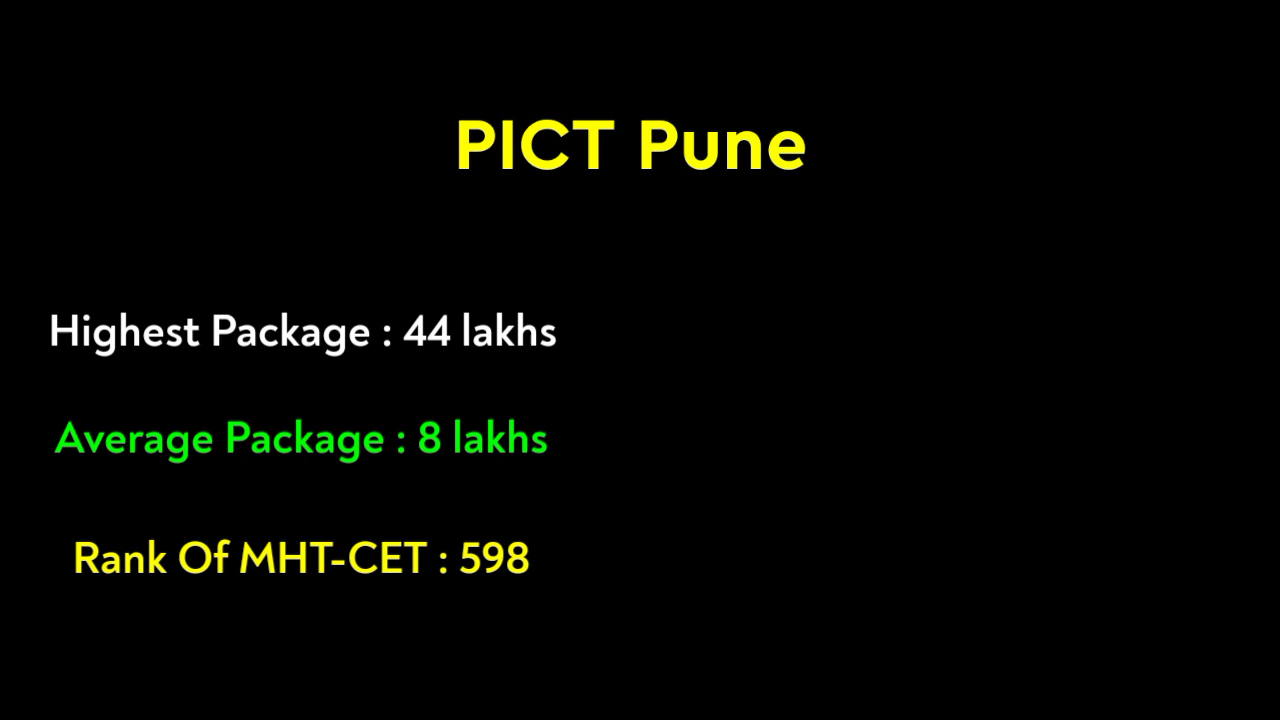 PICT Pune
Highest Package : 44 lakhs
Average Package : 8 lakhs
Rank Of MHT-CET : 598